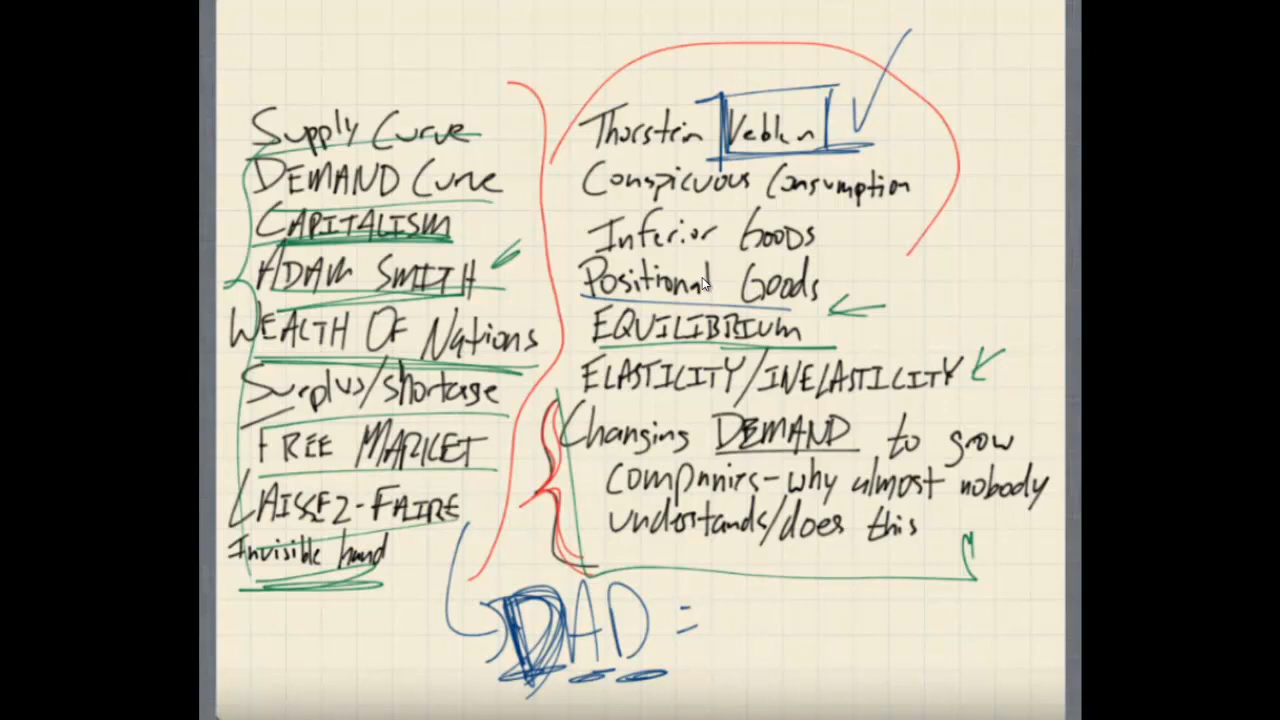 Supply Curve
DEMAND Curve
CAPITALISM
ADAM SMITH
WEALTH OF Nations
Surplus/shortage
FREE MARKET
LAISSEZ-FAIRE
Invisible hand
Thorstein Veblen
Conspicuous Consumption
Inferior GOODS
Positional Goods
EQUILIBRIUM
ELASTICITY/INELASTICITY
Changing DEMAND to grow
companies-why almost nobody
understands/does this
DAD =